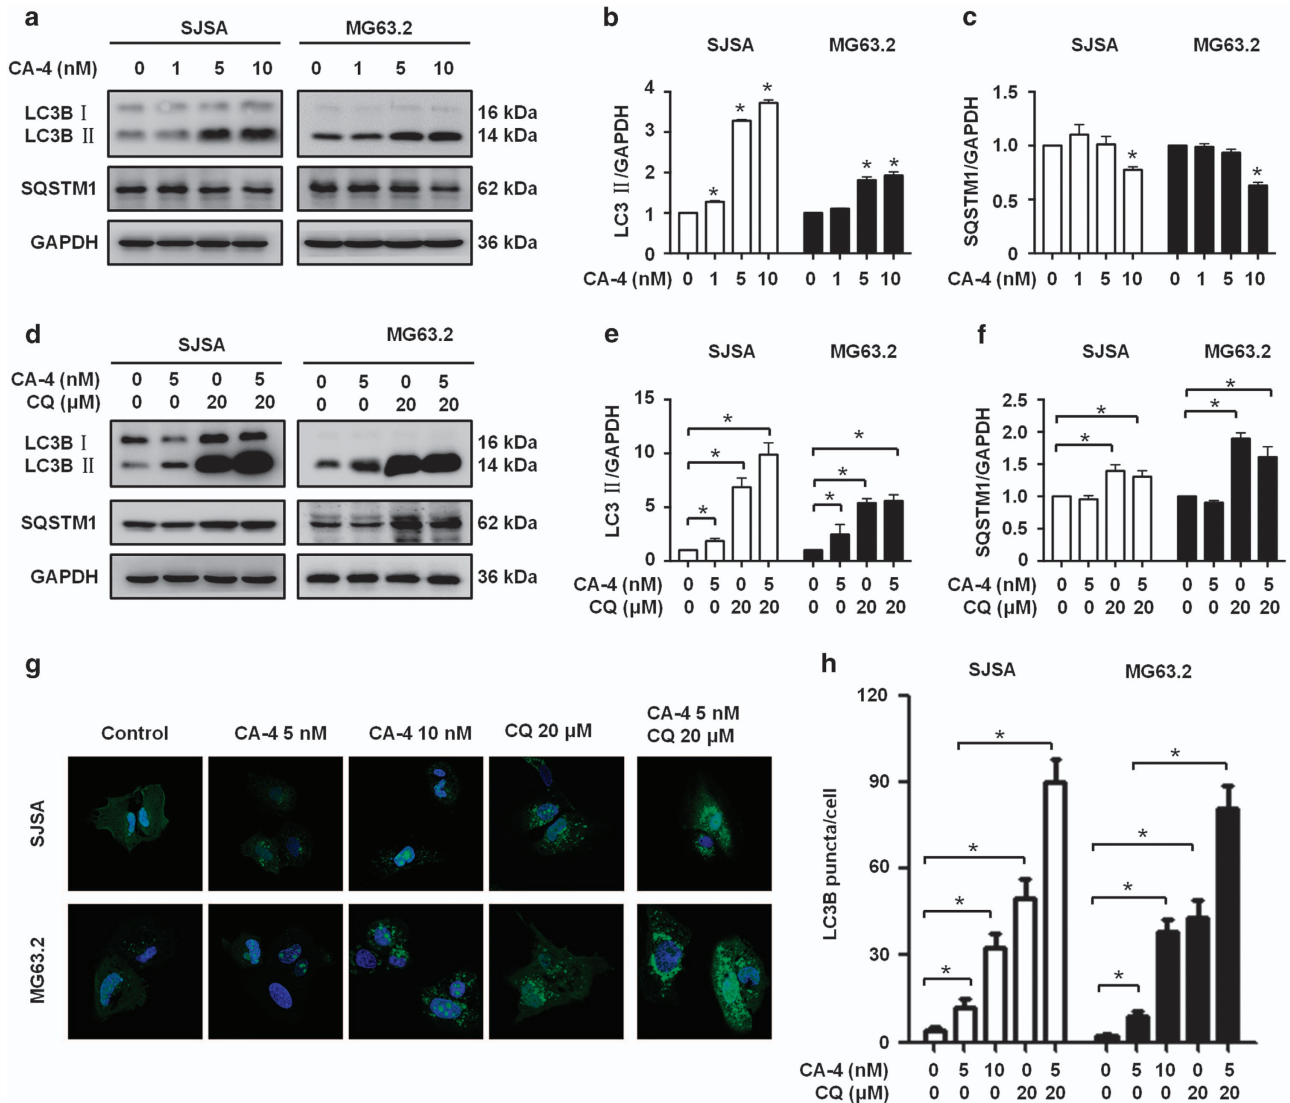 a
SJSA MG63.2
CA-4 (nM) 0 1 5 10 0 1 5 10
LC3B Ⅰ 16 kDa
LC3B Ⅱ 14 kDa
SQSTM1 62 kDa
GAPDH 36 kDa
b
SJSA MG63.2
LC3 Ⅱ/GAPDH
4
3
2
1
0
* * * * *
CA-4 (nM) 0 1 5 10 0 1 5 10
c
SJSA MG63.2
SQSTM1/GAPDH
1.5
1.0
0.5
0
* *
CA-4 (nM) 0 1 5 10 0 1 5 10
d
SJSA MG63.2
CA-4 (nM) 0 5 0 5 0 5 0 5
CQ (µM) 0 0 20 20 0 0 20 20
LC3B Ⅰ 16 kDa
LC3B Ⅱ 14 kDa
SQSTM1 62 kDa
GAPDH 36 kDa
e
SJSA MG63.2
LC3 Ⅱ/GAPDH
15
10
5
0
* * * * * *
CA-4 (nM) 0 5 0 5 0 5 0 5
CQ (µM) 0 0 20 20 0 0 20 20
f
SJSA MG63.2
SQSTM1/GAPDH
2.5
2.0
1.5
1.0
0.5
0
* * * *
CA-4 (nM) 0 5 0 5 0 5 0 5
CQ (µM) 0 0 20 20 0 0 20 20
g
Control CA-4 5 nM CA-4 10 nM CQ 20 µM CA-4 5 nM
CQ 20 µM
SJSA
MG63.2
h
SJSA MG63.2
LC3B puncta/cell
120
90
60
30
0
* * * * * * * *
CA-4 (nM) 0 5 10 0 5 0 5 10 0 5
CQ (µM) 0 0 0 20 20 0 0 0 20 20